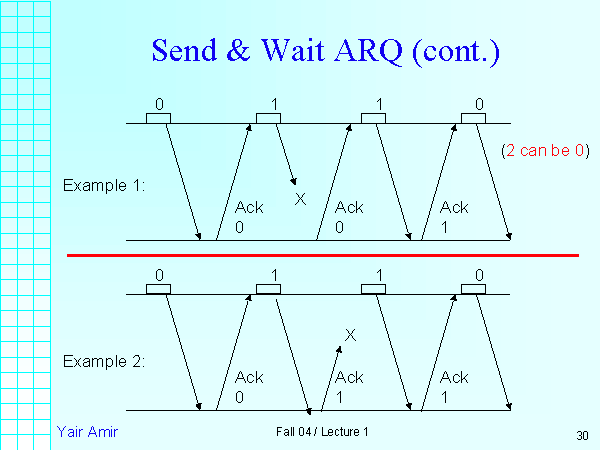 Send & Wait ARQ (cont.)
0 1 1 0
(2 can be 0)
Example 1:
X
Ack Ack Ack
0 0 1
0 1 1 0
X
Example 2:
Ack Ack Ack
0 1 1
Yair Amir
Fall 04 / Lecture 1
30